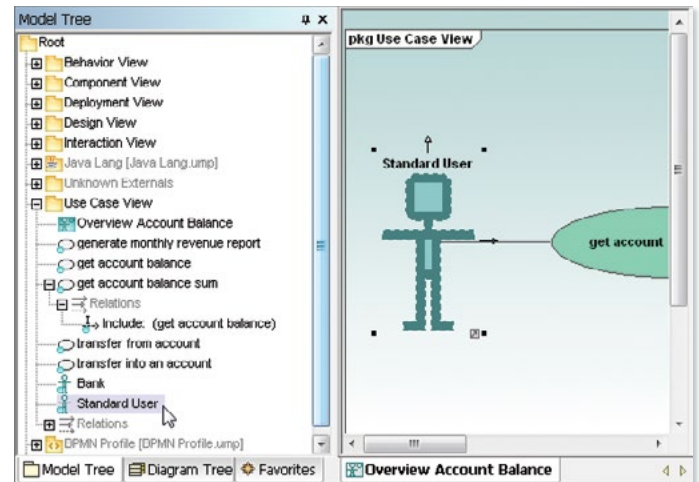 Model Tree
Root
Behavior View
Component View
Deployment View
Design View
Interaction View
Java Lang [Java Lang.ump]
Unknown Externals
Use Case View
Overview Account Balance
generate monthly revenue report
get account balance
get account balance sum
Relations
Include: (get account balance)
transfer from account
transfer into an account
Bank
Standard User
Relations
DPMN Profile [DPMN Profile.ump]
Model Tree
Diagram Tree
Favorites
pkg Use Case View
Standard User
get account
Overview Account Balance